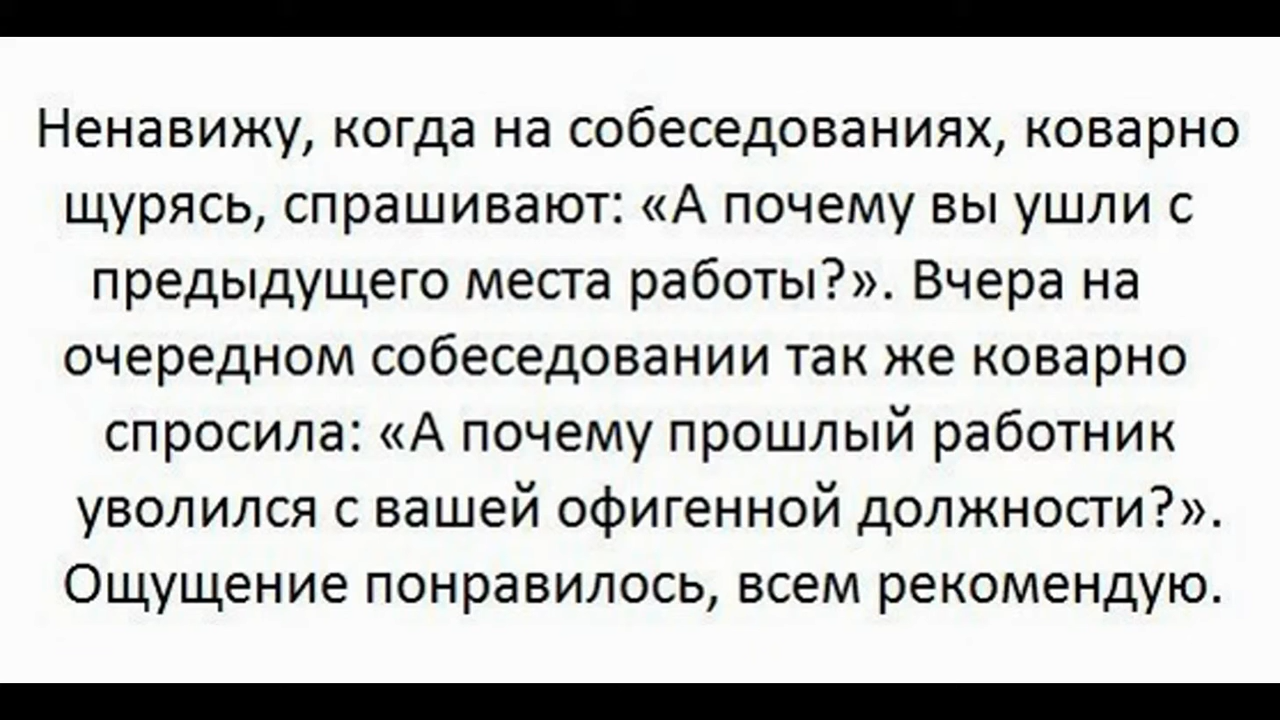 Ненавижу, когда на собеседованиях, коварно
щурясь, спрашивают: «А почему вы ушли с
предыдущего места работы?». Вчера на
очередном собеседовании так же коварно
спросила: «А почему прошлый работник
уволился с вашей офигенной должности?».
Ощущение понравилось, всем рекомендую.